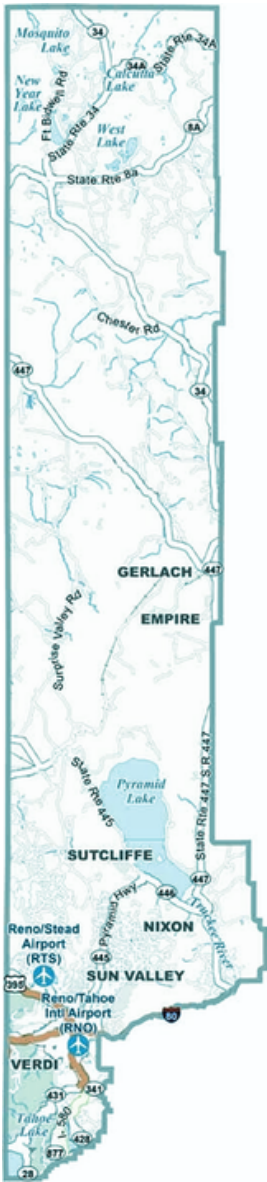 Mosquito
Lake
34
State Rte 34A
34A
Calcutta
Lake
New
Year
Lake
Ft Bidwell Rd
State Rte 34
West
Lake
8A
State Rte 8a
Chesfer Rd
447
34
GERLACH
447
EMPIRE
Surprise Valley Rd
State Rte 445
Pyramid
Lake
State Rte 447 S R 447
SUTCLIFFE
447
446
Pyramid Hwy
Truckee River
NIXON
Reno/Stead
Airport
(RTS)
445
SUN VALLEY
395
Reno/Tahoe
Intl Airport
(RNO)
80
VERDI
431
341
Tahoe
Lake
I- 580
428
877
28